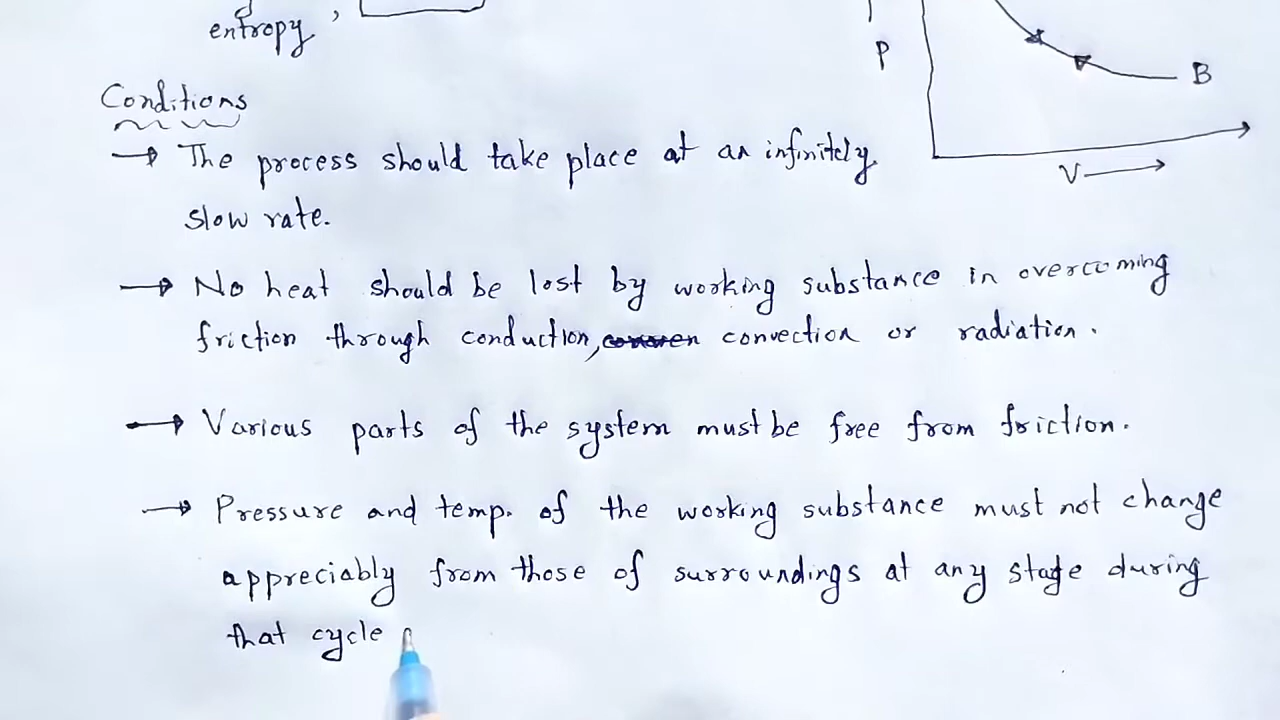 entropy,
P
B
V
Conditions
→ The process should take place at an infinitely
slow rate.
→ No heat should be lost by working substance in overcoming
friction through conduction, convection or radiation.
→ Various parts of the system must be free from friction.
→ Pressure and temp. of the working substance must not change
appreciably from those of surroundings at any stage during
that cycle